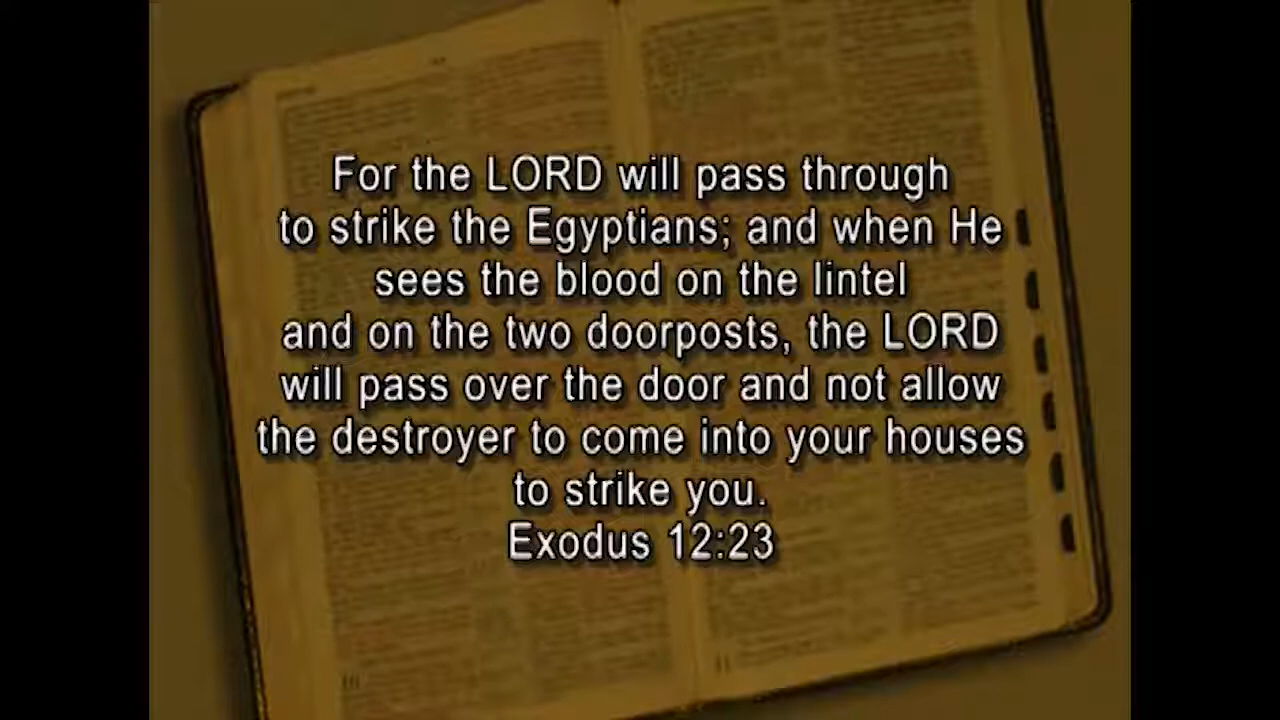 For the LORD will pass through
to strike the Egyptians; and when He
sees the blood on the lintel
and on the two doorposts, the LORD
will pass over the door and not allow
the destroyer to come into your houses
to strike you.
Exodus 12:23